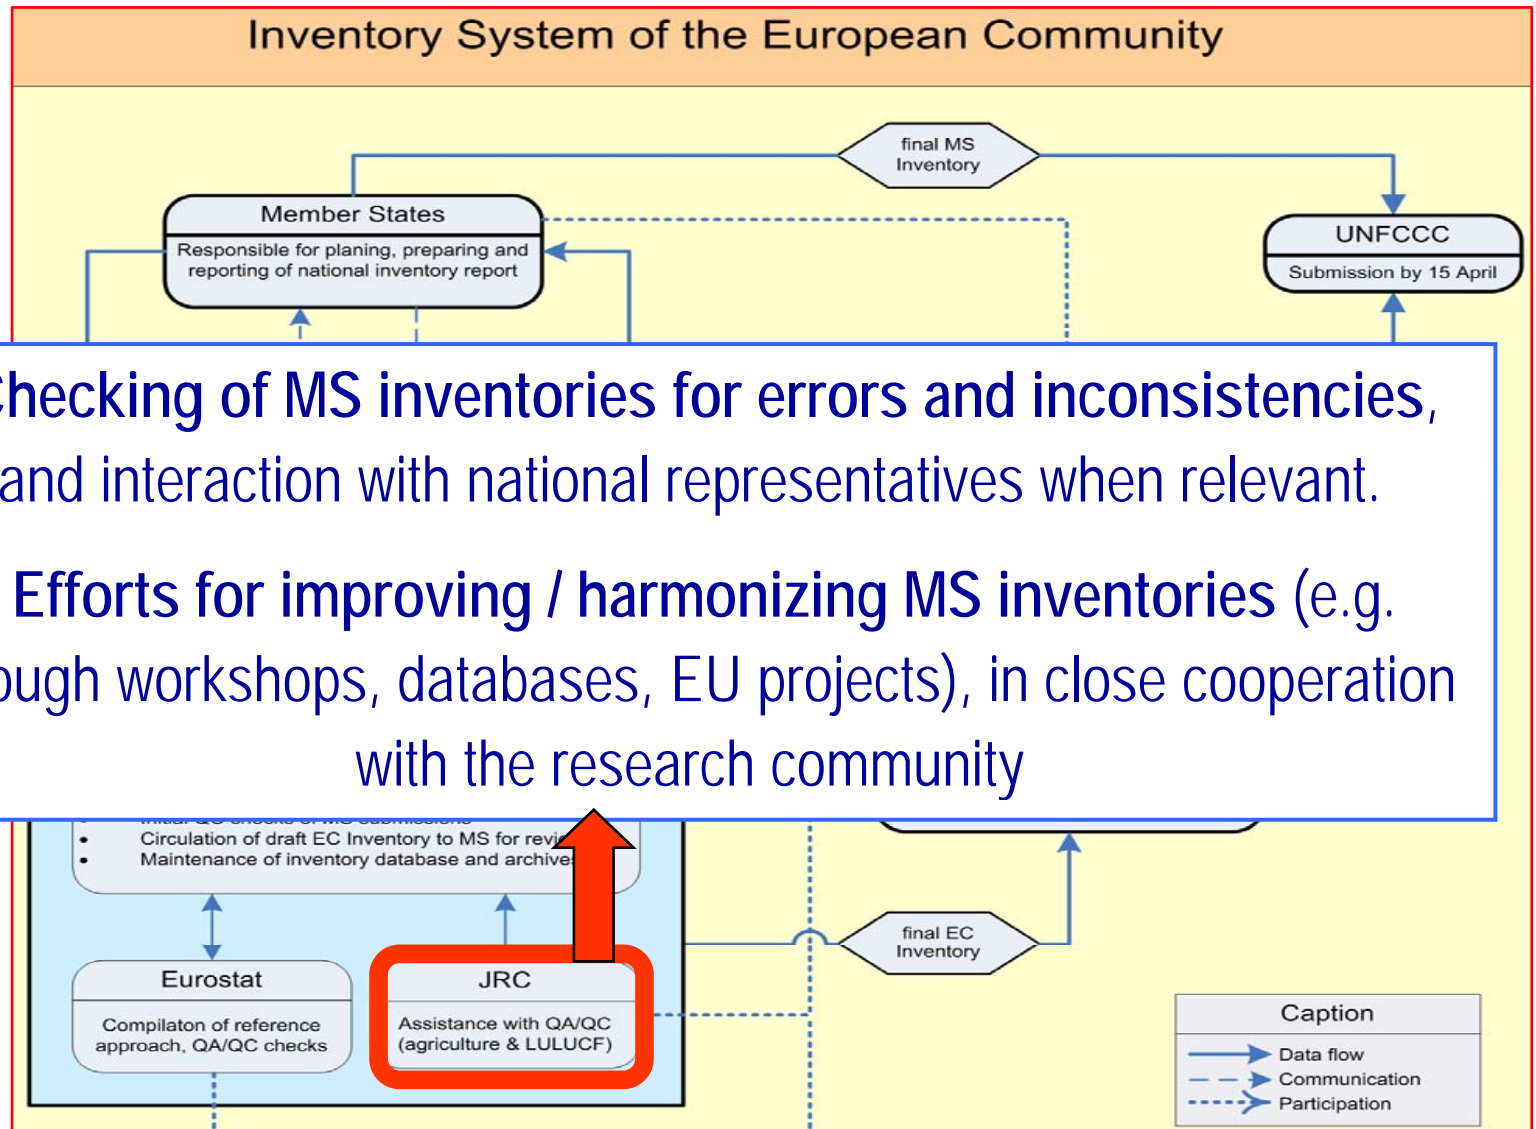 Inventory System of the European Community
final MS
Inventory
Member States
Responsible for planing, preparing and
reporting of national inventory report
UNFCCC
Submission by 15 April
Checking of MS inventories for errors and inconsistencies,
and interaction with national representatives when relevant.
Efforts for improving / harmonizing MS inventories (e.g.
ough workshops, databases, EU projects), in close cooperation
with the research community
• Circulation of draft EC Inventory to MS for
• Maintenance of inventory database and archives
final EC
Inventory
Eurostat
Compilaton of reference
approach, QA/QC checks
JRC
Assistance with QA/QC
(agriculture & LULUCF)
Caption
Data flow
Communication
Participation